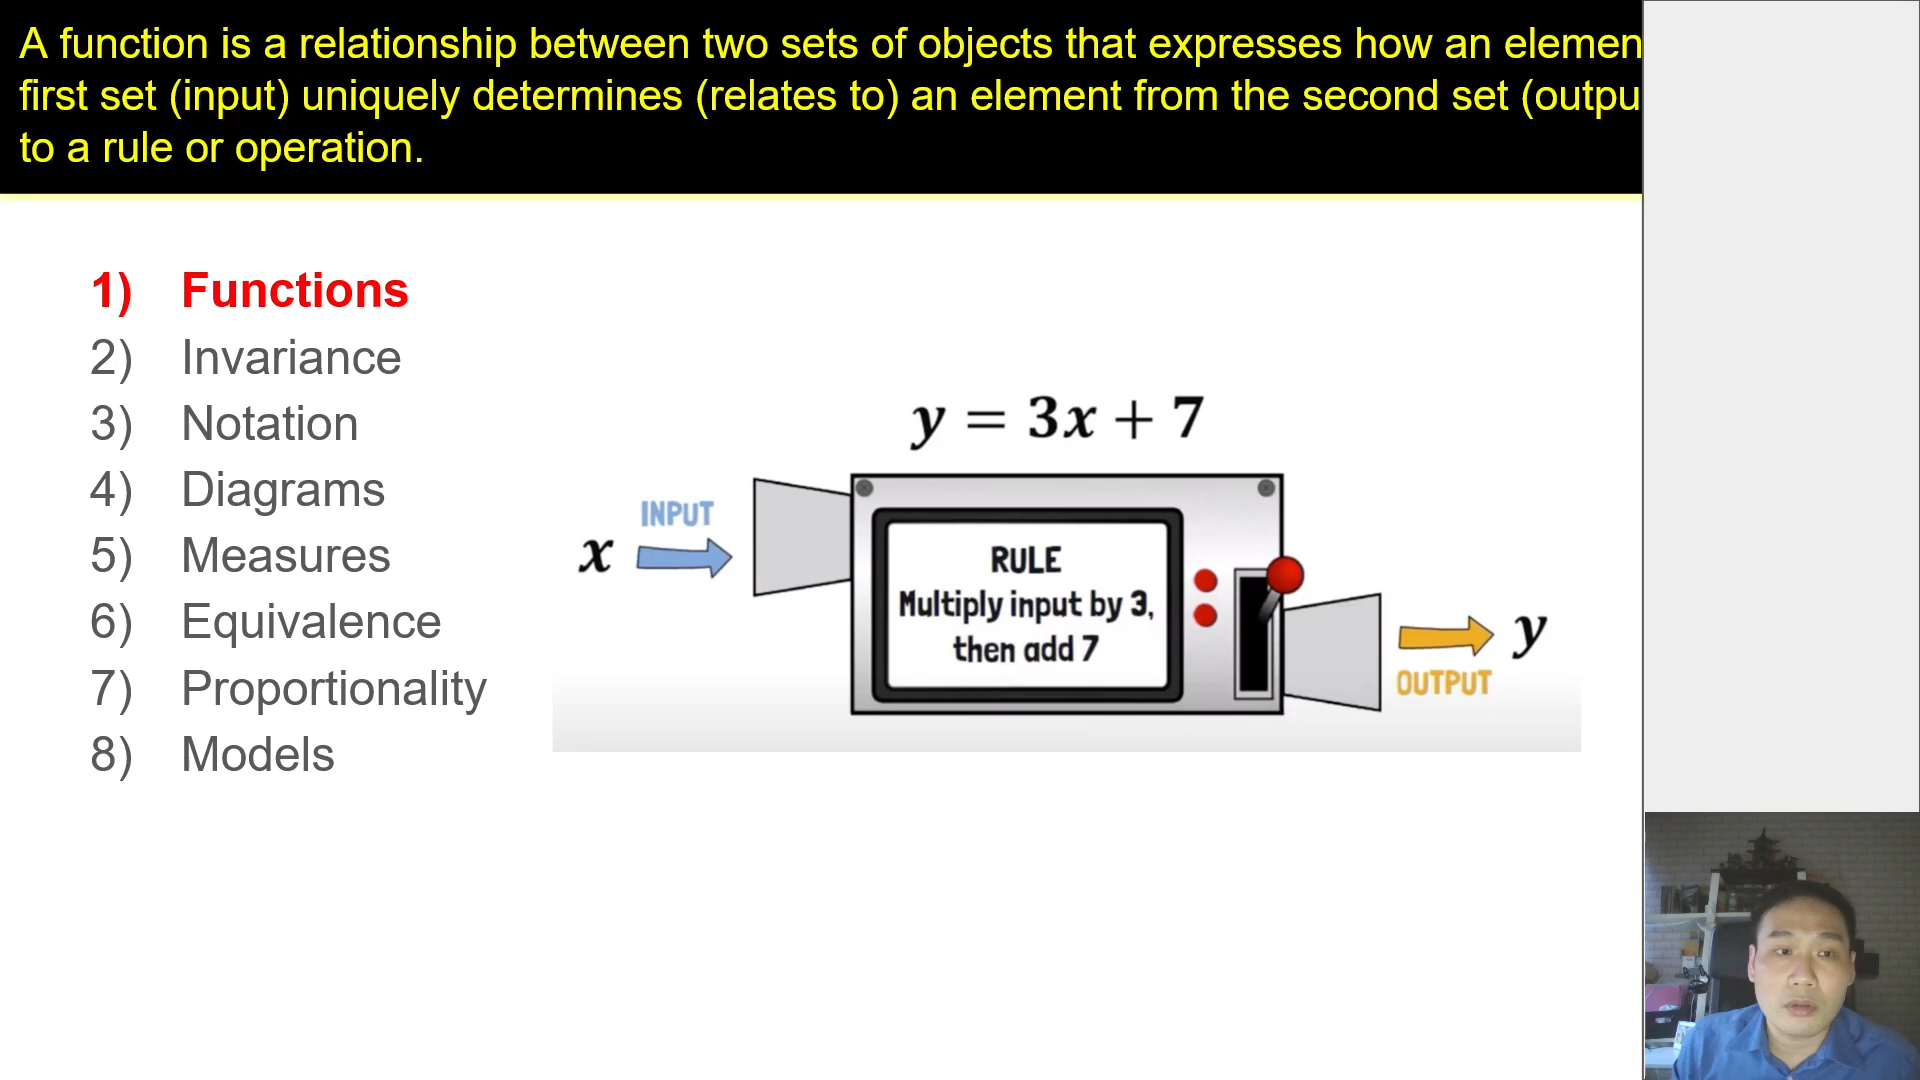 A function is a relationship between two sets of objects that expresses how an elemen
first set (input) uniquely determines (relates to) an element from the second set (outpu
to a rule or operation.
1) Functions
2) Invariance
3) Notation
4) Diagrams
5) Measures
6) Equivalence
7) Proportionality
8) Models
y = 3x + 7
INPUT
x
RULE
Multiply input by 3,
then add 7
y
OUTPUT